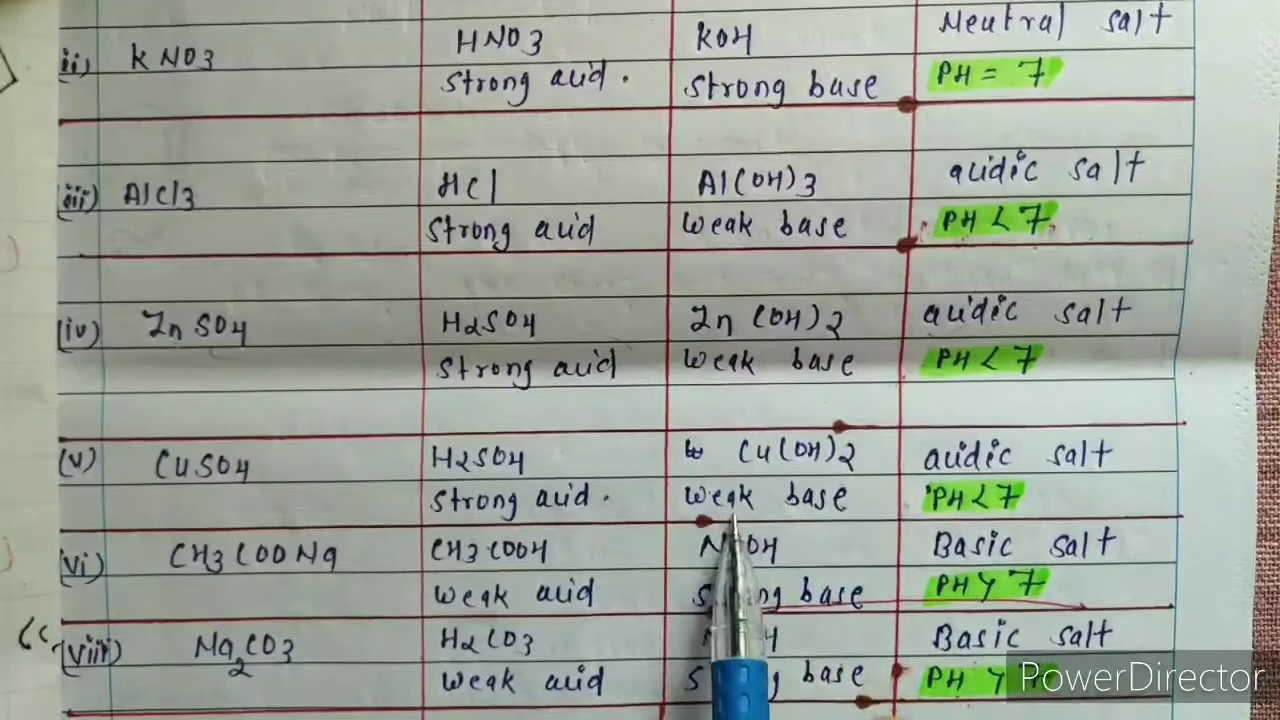 (ii) KNO3 HNO3 KOH Neutral salt
Strong acid. Strong base PH = 7
(iii) AlCl3 HCl Al(OH)3 acidic salt
Strong acid Weak base PH < 7
(iv) ZnSO4 H2SO4 Zn(OH)2 acidic salt
Strong acid Weak base PH < 7
(v) CuSO4 H2SO4 Cu(OH)2 acidic salt
Strong acid. Weak base PH < 7
(vi) CH3COONa CH3COOH Basic salt
Weak acid base PH > 7
(viii) Na2CO3 H2CO3 Basic salt
Weak acid base PH >
PowerDirector